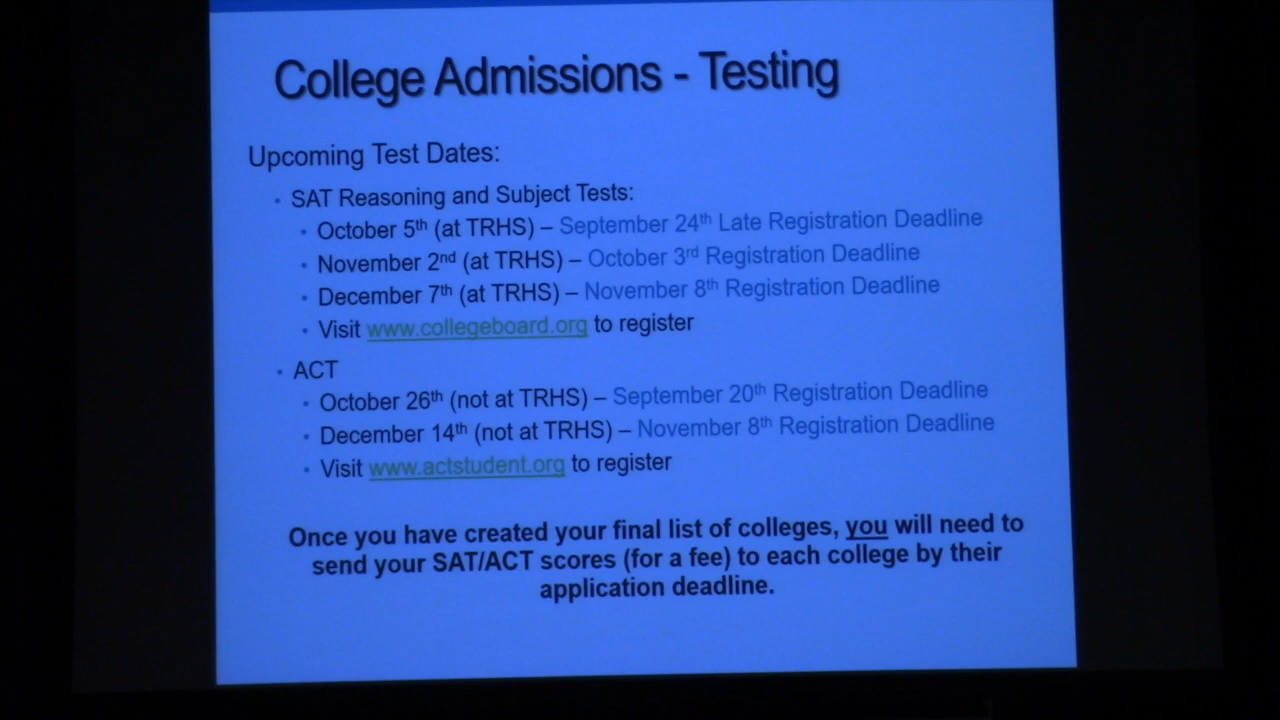 College Admissions - Testing
Upcoming Test Dates:
• SAT Reasoning and Subject Tests:
• October 5th (at TRHS) – September 24th Late Registration Deadline
• November 2nd (at TRHS) – October 3rd Registration Deadline
• December 7th (at TRHS) – November 8th Registration Deadline
• Visit www.collegeboard.org to register
• ACT
• October 26th (not at TRHS) – September 20th Registration Deadline
• December 14th (not at TRHS) – November 8th Registration Deadline
• Visit www.actstudent.org to register
Once you have created your final list of colleges, you will need to
send your SAT/ACT scores (for a fee) to each college by their
application deadline.